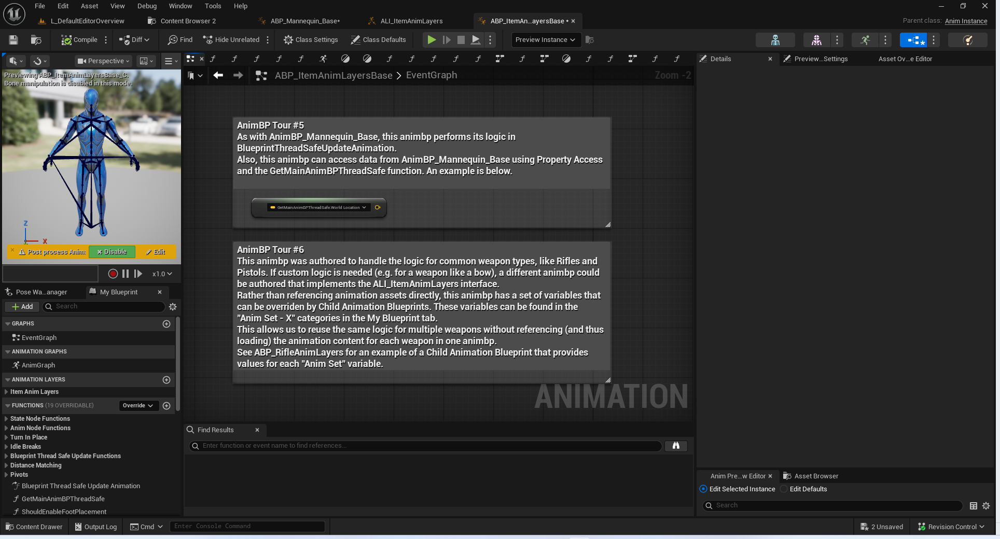 File Edit Asset View Debug Window Tools Help
L_DefaultEditorOverview Content Browser 2 ABP_Mannequin_Base* ALI_ItemAnimLayers ABP_ItemAn...ayersBase *
Parent class: Anim Instance
Compile Diff Find Hide Unrelated Class Settings Class Defaults Preview Instance
Perspective
Previewing ABP_ItemAnimLayersBase_C.
Bone manipulation is disabled in this mode.
Z
X
Post process Anim
Disable
Edit
x1.0
ABP_ItemAnimLayersBase > EventGraph
Zoom -2
AnimBP Tour #5
As with AnimBP_Mannequin_Base, this animbp performs its logic in
BlueprintThreadSafeUpdateAnimation.
Also, this animbp can access data from AnimBP_Mannequin_Base using Property Access
and the GetMainAnimBPThreadSafe function. An example is below.
GetMainAnimBPThreadSafe.World Location
AnimBP Tour #6
This animbp was authored to handle the logic for common weapon types, like Rifles and
Pistols. If custom logic is needed (e.g. for a weapon like a bow), a different animbp could
be authored that implements the ALI_ItemAnimLayers interface.
Rather than referencing animation assets directly, this animbp has a set of variables that
can be overriden by Child Animation Blueprints. These variables can be found in the
"Anim Set - X" categories in the My Blueprint tab.
This allows us to reuse the same logic for multiple weapons without referencing (and thus
loading) the animation content for each weapon in one animbp.
See ABP_RifleAnimLayers for an example of a Child Animation Blueprint that provides
values for each "Anim Set" variable.
ANIMATION
Pose Wa...anager My Blueprint
Add Search
GRAPHS
EventGraph
ANIMATION GRAPHS
AnimGraph
ANIMATION LAYERS
Item Anim Layers
FUNCTIONS (19 OVERRIDABLE) Override
State Node Functions
Anim Node Functions
Turn In Place
Idle Breaks
Blueprint Thread Safe Update Functions
Distance Matching
Pivots
Blueprint Thread Safe Update Animation
GetMainAnimBPThreadSafe
ShouldEnableFootPlacement
Find Results
Enter function or event name to find references...
Details Preview...Settings Asset Ov...e Editor
Anim Pre...w Editor Asset Browser
Edit Selected Instance Edit Defaults
Search
Content Drawer Output Log Cmd Enter Console Command
2 Unsaved Revision Control